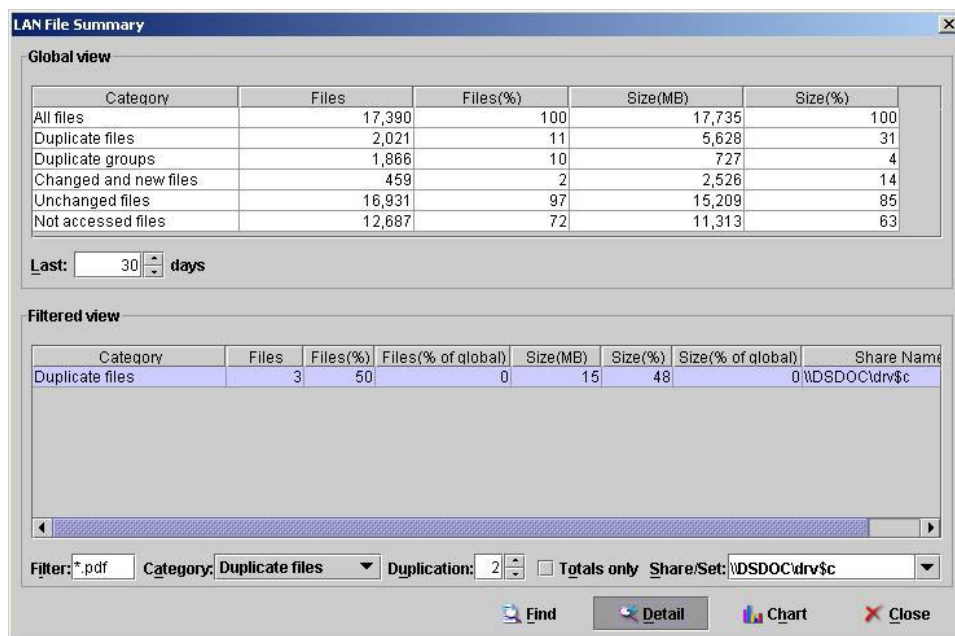 LAN File Summary
Global view
Category Files Files(%) Size(MB) Size(%)
All files 17,390 100 17,735 100
Duplicate files 2,021 11 5,628 31
Duplicate groups 1,866 10 727 4
Changed and new files 459 2 2,526 14
Unchanged files 16,931 97 15,209 85
Not accessed files 12,687 72 11,313 63
Last: 30 days
Filtered view
Category Files Files(%) Files(% of global) Size(MB) Size(%) Size(% of global) Share Name
Duplicate files 3 50 0 15 48 0 \\DSDOC\drv$c
Filter: *.pdf Category: Duplicate files Duplication: 2 Totals only Share/Set: \\DSDOC\drv$c
Find Detail Chart Close